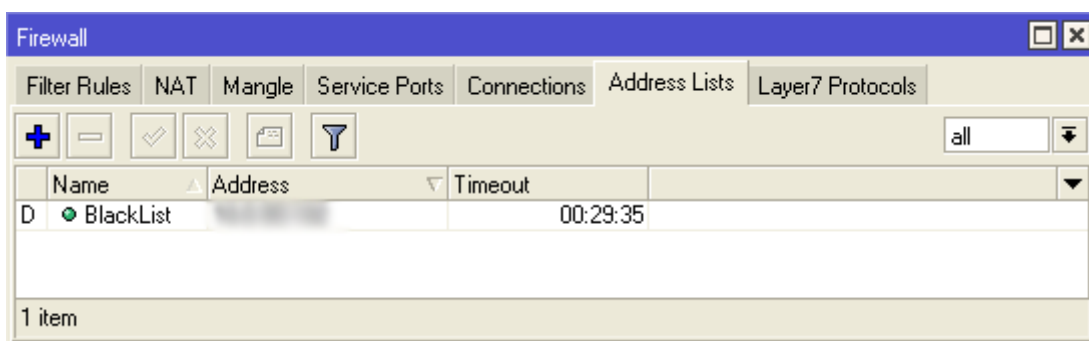 Firewall
Filter Rules NAT Mangle Service Ports Connections Address Lists Layer7 Protocols
all
Name Address Timeout
D BlackList 00:29:35
1 item